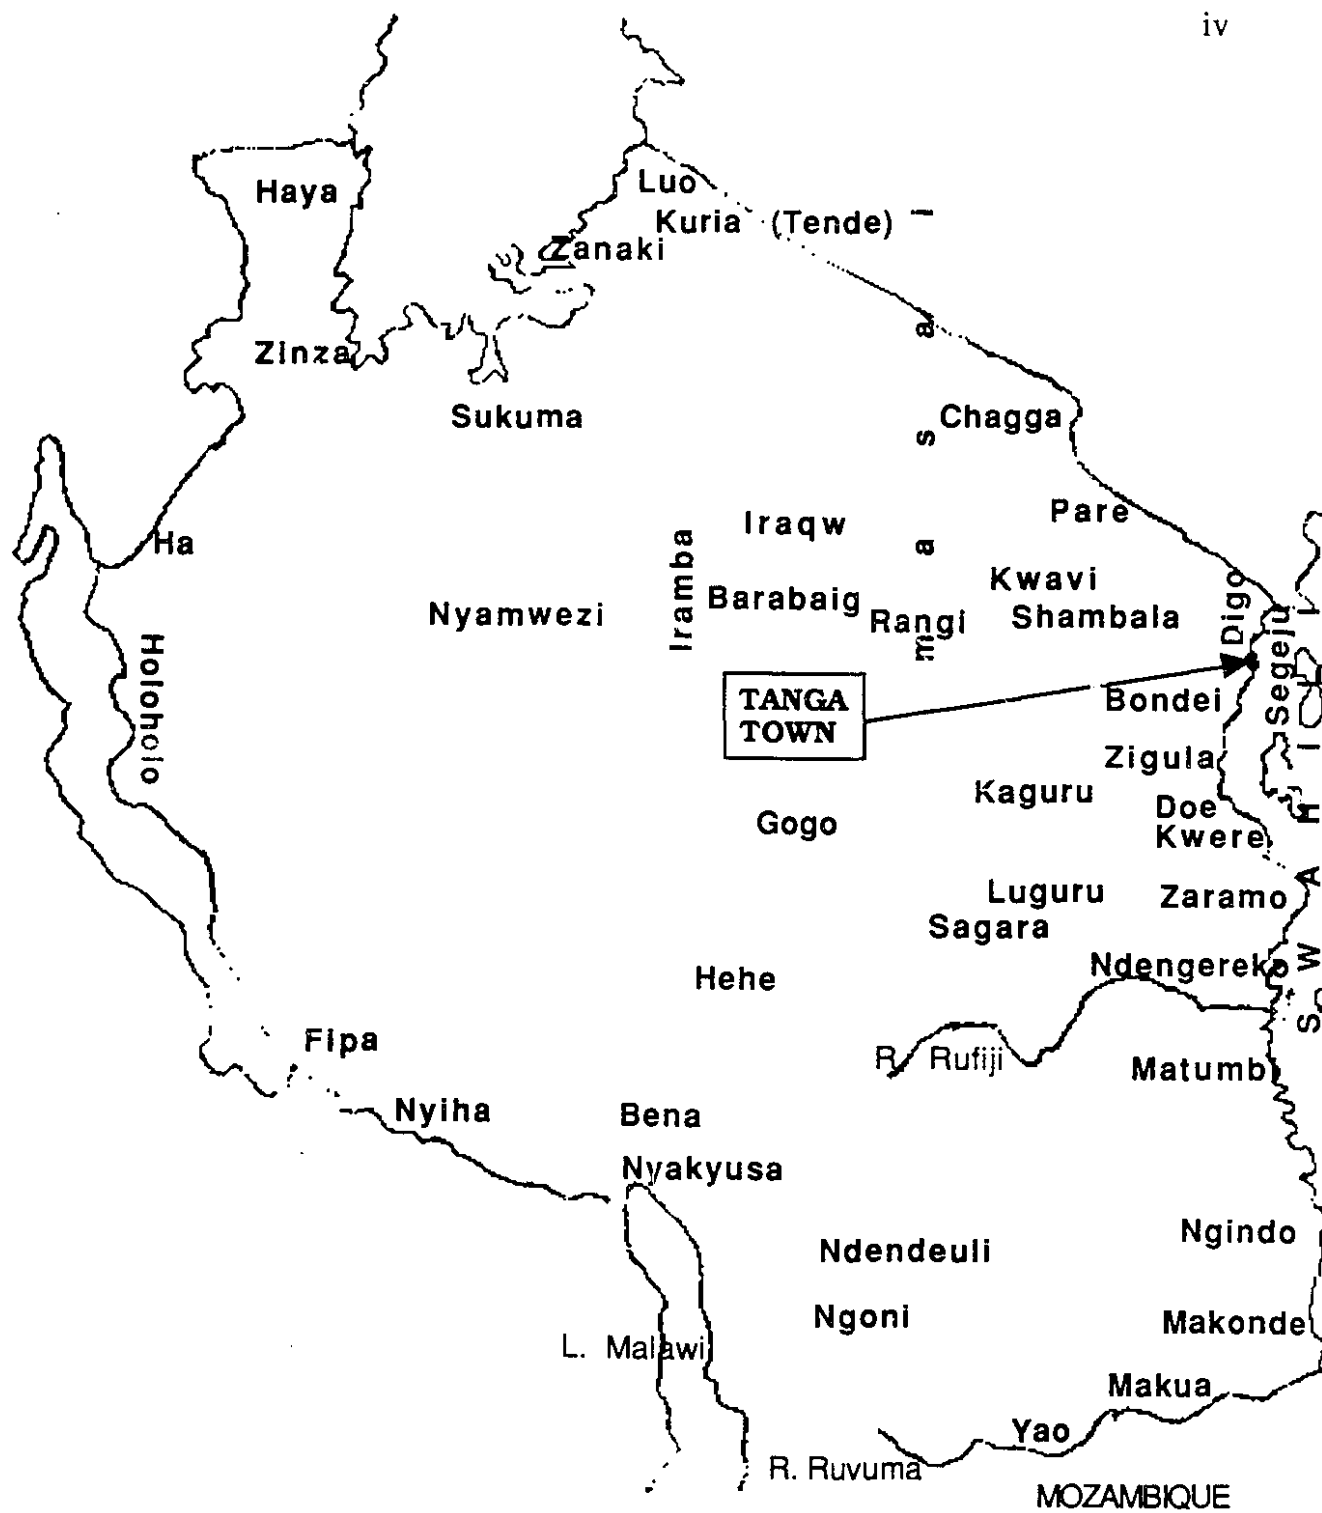 iv
Haya
Luo
Kuria (Tende)
Zanaki
Zinza
Sukuma
Chagga
m a s a i
Pare
Iraqw
Ha
Iramba
Kwavi
Barabaig
Nyamwezi
Rangi
Shambala
Digo
Segeju
Holoholo
TANGA
TOWN
Bondei
Zigula
Kaguru
Doe
Gogo
Kwere
S W A H I L I
Luguru
Zaramo
Sagara
Ndengereko
Hehe
Fipa
R. Rufiji
Matumbi
Nyiha
Bena
Nyakyusa
Ngindo
Ndendeuli
Ngoni
Makonde
L. Malawi
Makua
Yao
R. Ruvuma
MOZAMBIQUE